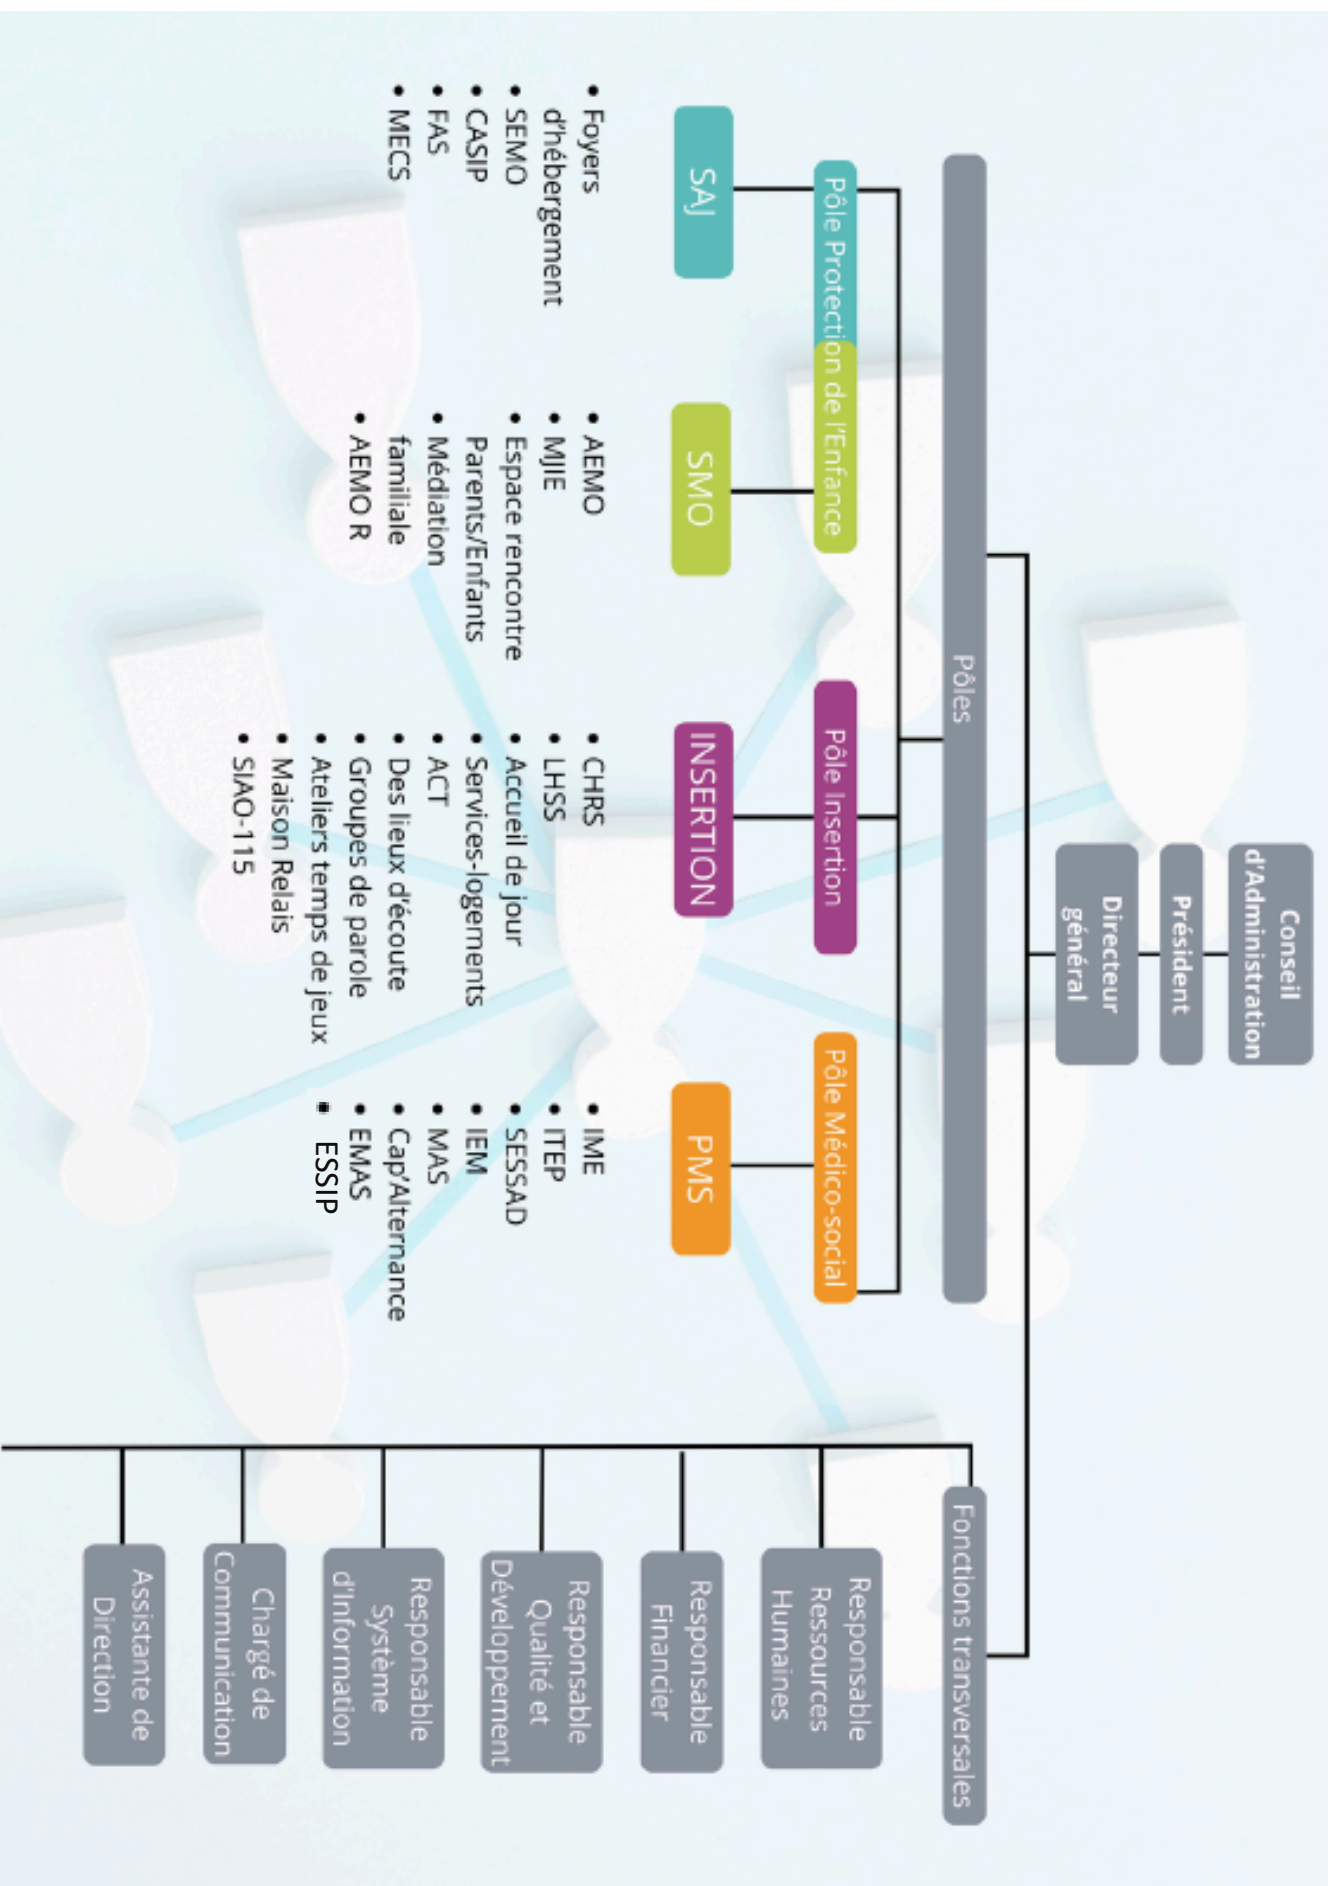 Conseil
d'Administration
Président
Directeur
général
Pôles
Fonctions transversales
Pôle Protection de l'Enfance
Pôle Insertion
Pôle Médico-social
SAJ
SMO
INSERTION
PMS
• Foyers
d'hébergement
• SEMO
• CASIP
• FAS
• MECS
• AEMO
• MJIE
• Espace rencontre
Parents/Enfants
• Médiation
familiale
• AEMO R
• CHRS
• LHSS
• Accueil de jour
• Services-logements
• ACT
• Des lieux d'écoute
• Groupes de parole
• Ateliers temps de jeux
• Maison Relais
• SIAO-115
• IME
• ITEP
• SESSAD
• IEM
• MAS
• Cap'Alternance
• EMAS
▪ ESSIP
Responsable
Ressources
Humaines
Responsable
Financier
Responsable
Qualité et
Développement
Responsable
Système
d'Information
Chargé de
Communication
Assistante de
Direction